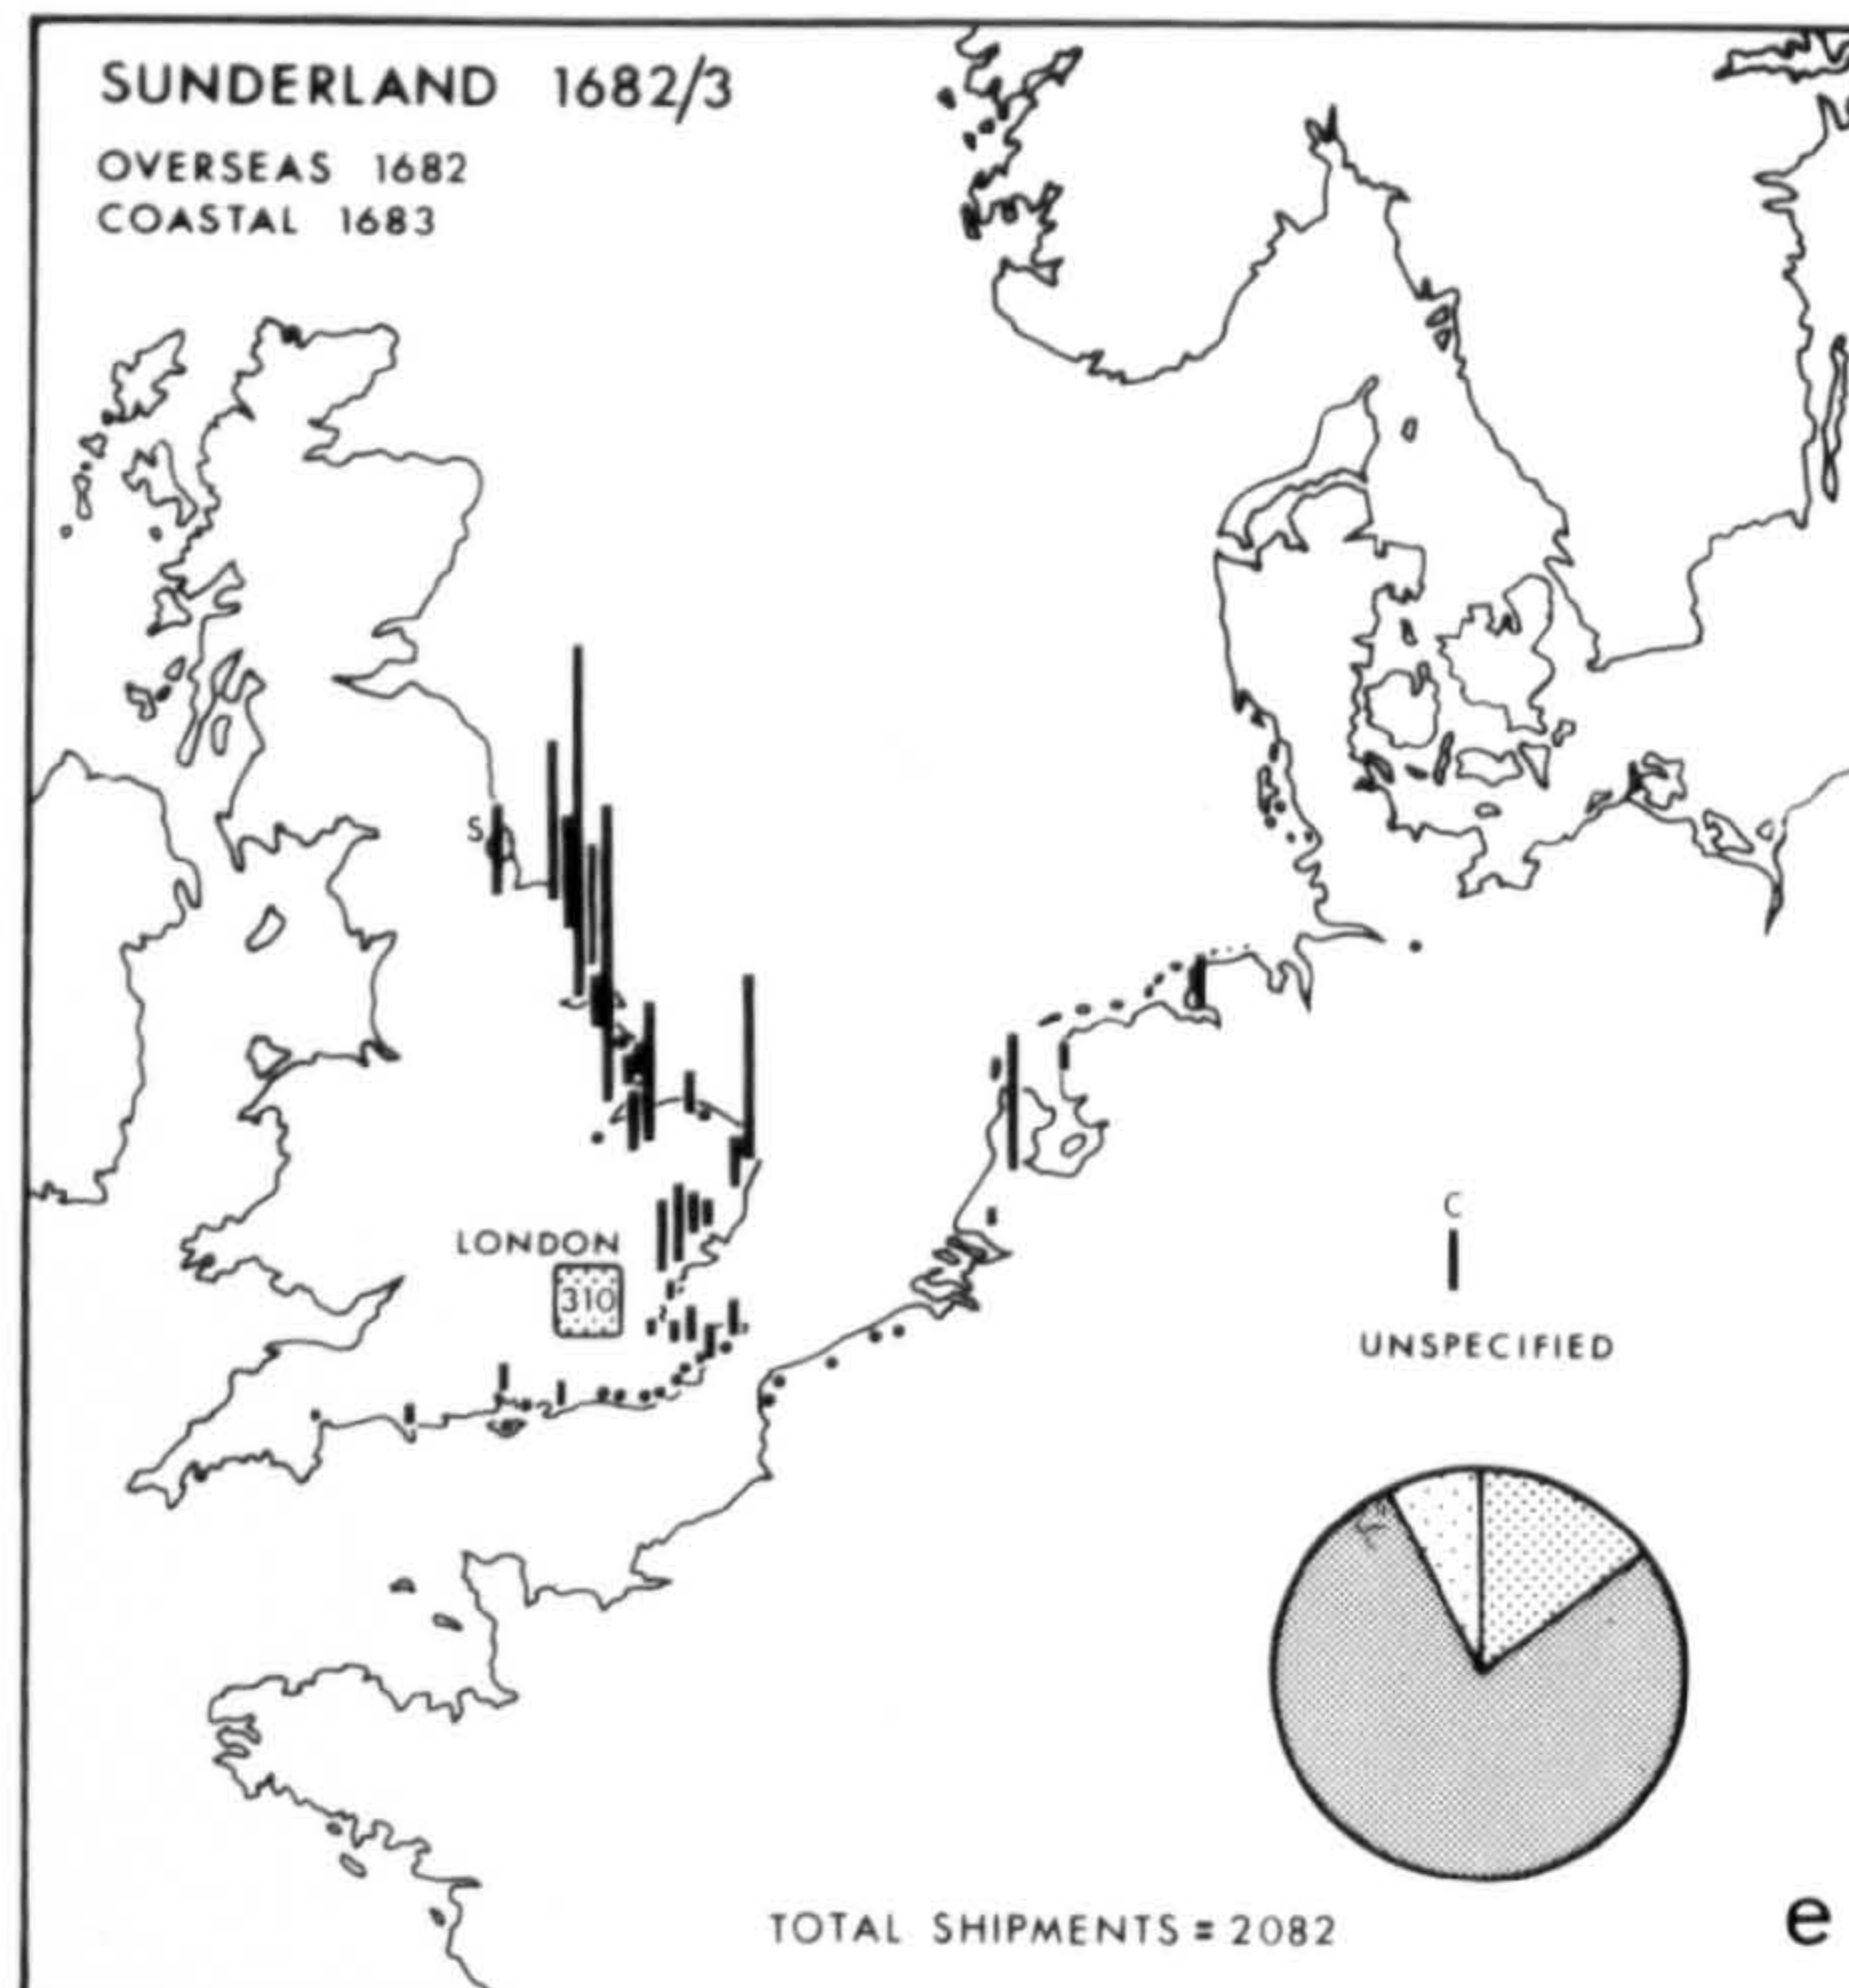 SUNDERLAND 1682/3
OVERSEAS 1682
COASTAL 1683
S
LONDON
310
C
UNSPECIFIED
TOTAL SHIPMENTS = 2082
e